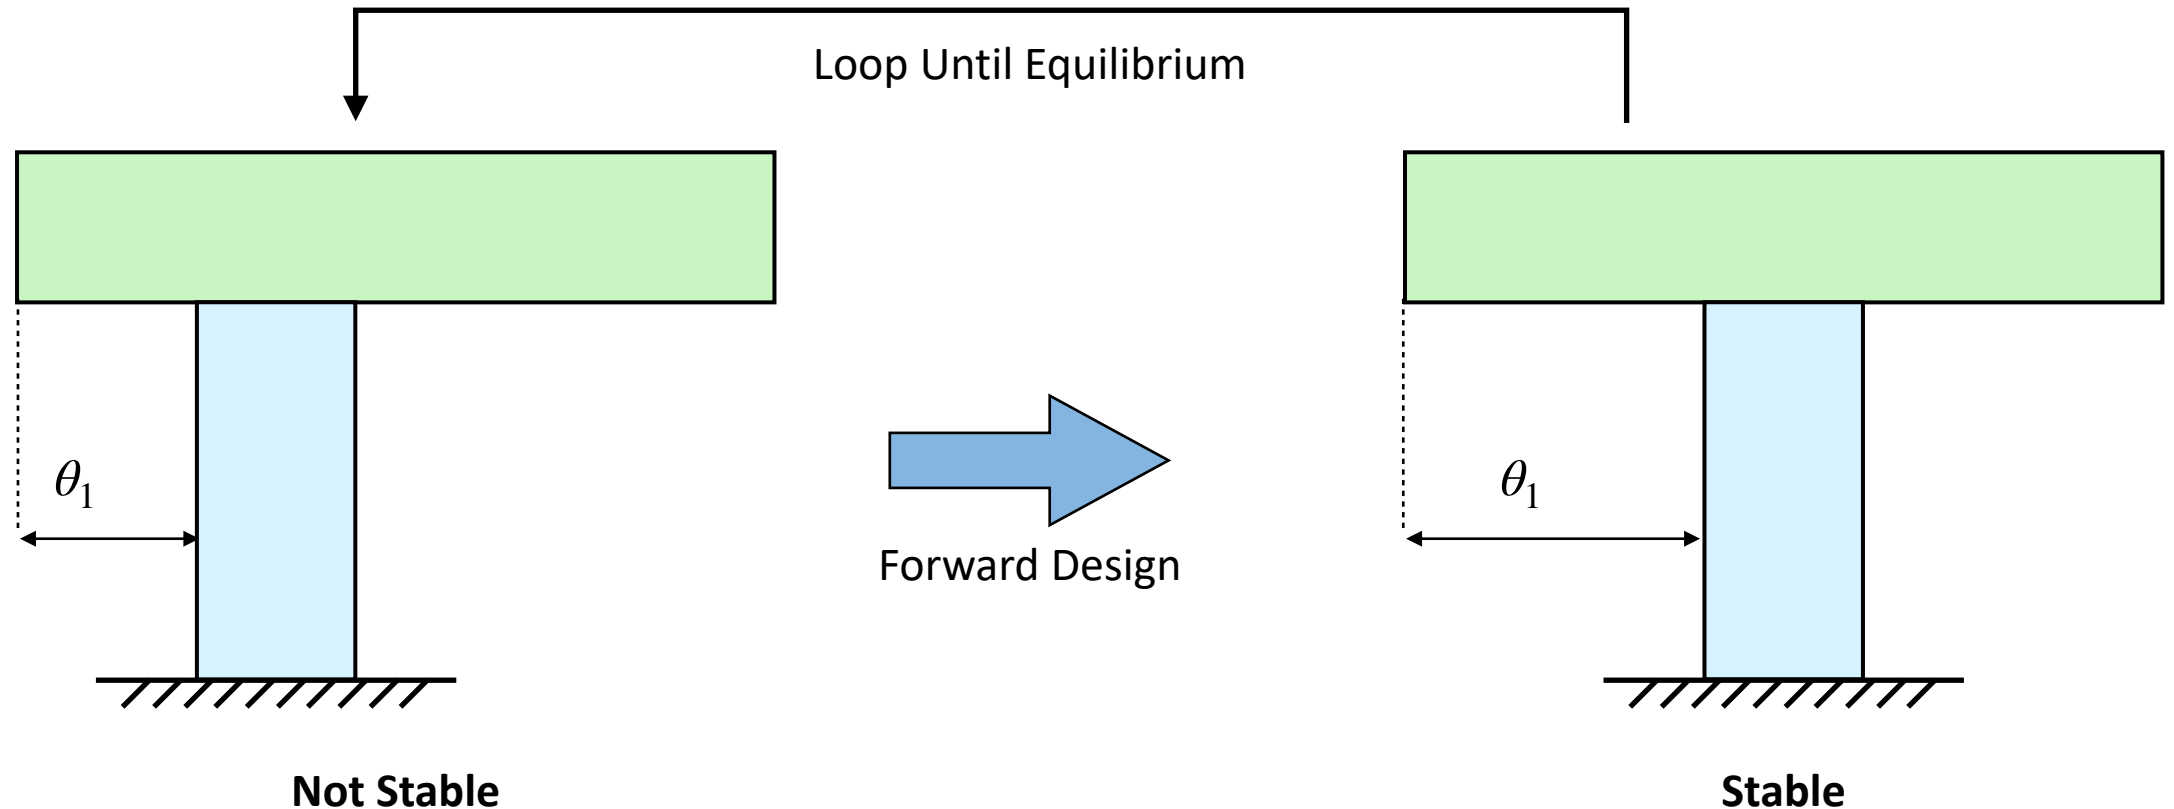 Loop Until Equilibrium
θ₁
θ₁
Forward Design
Not Stable
Stable